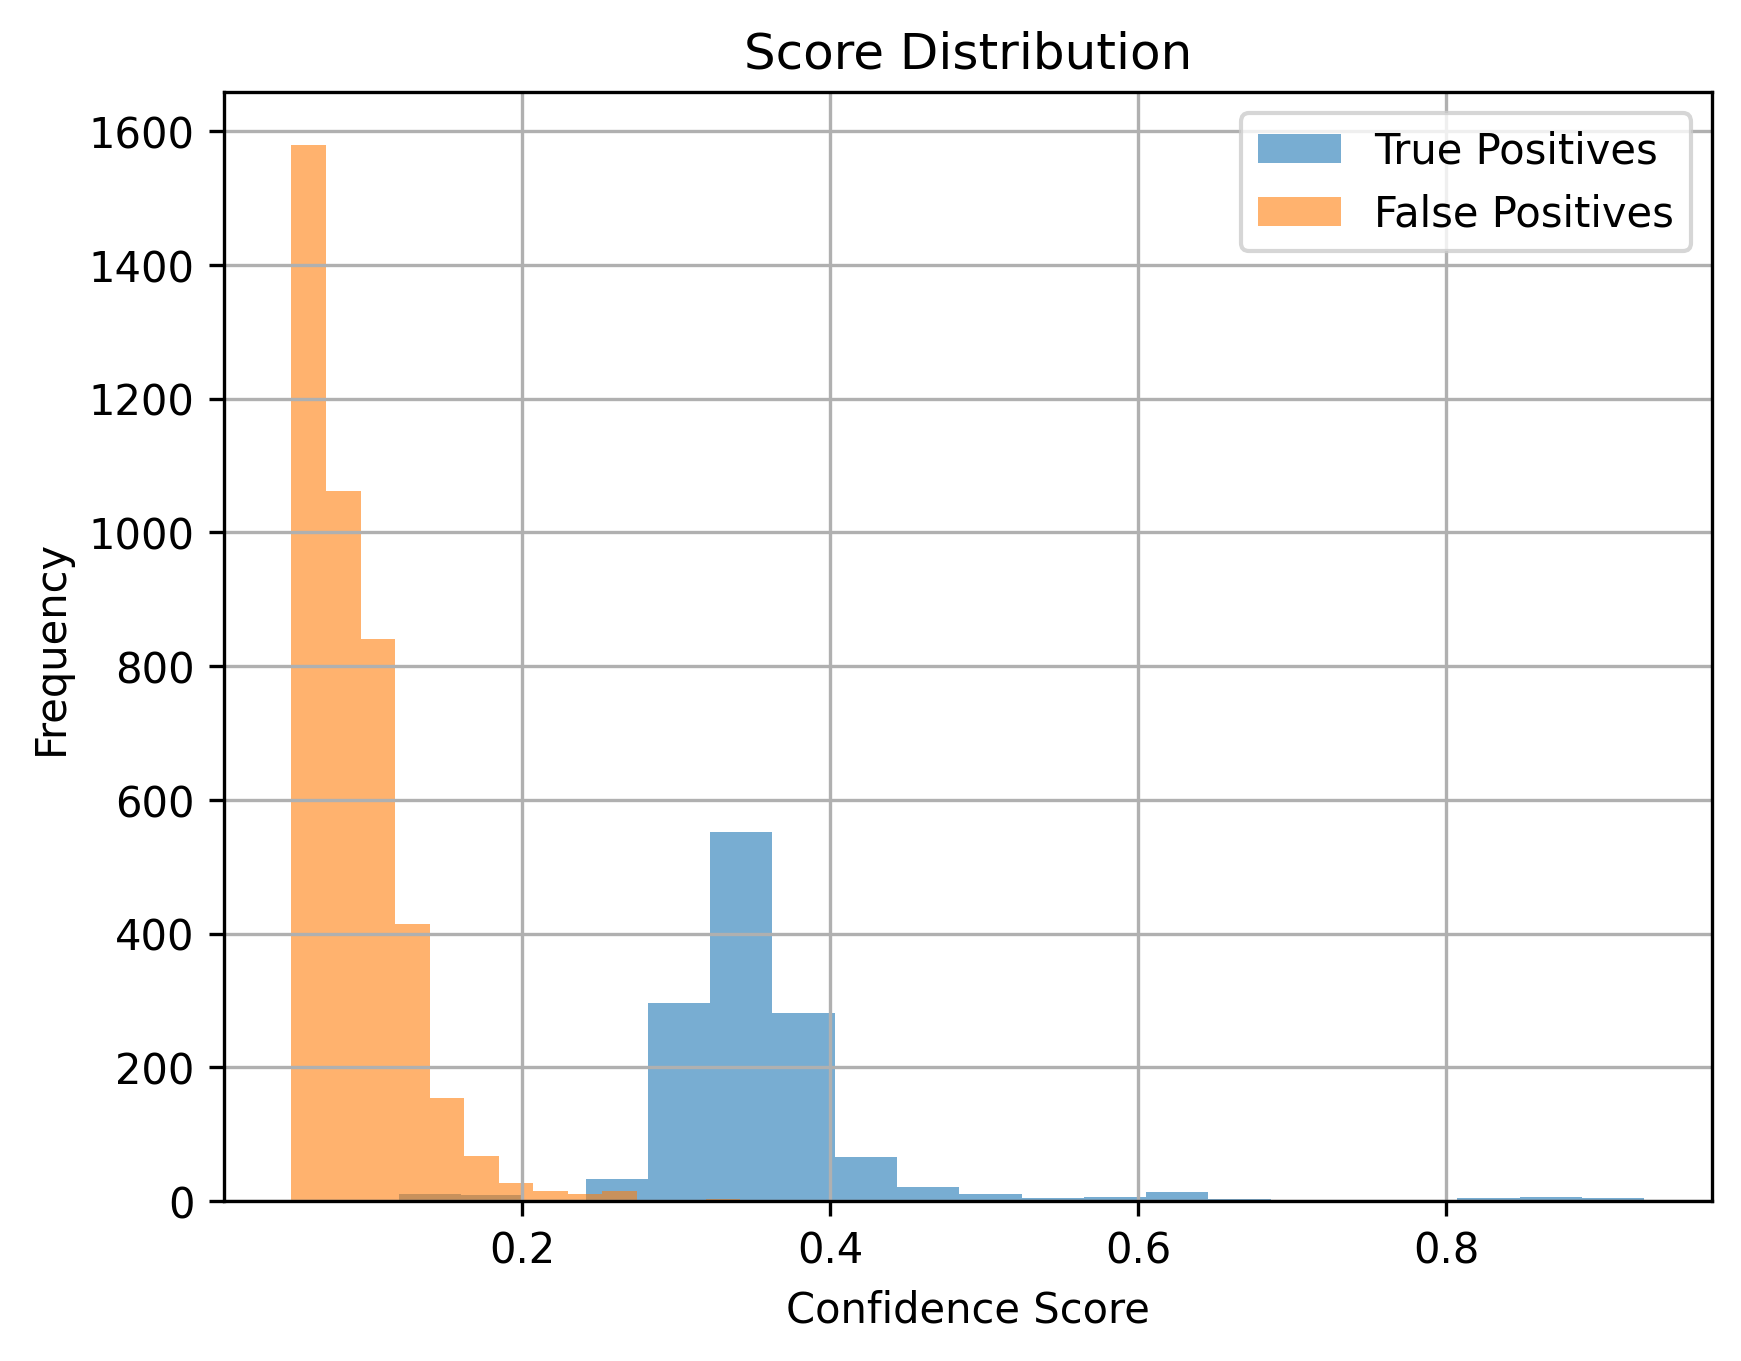 Score Distribution
True Positives
False Positives
1600
1400
1200
1000
800
600
400
200
0
Frequency
0.2 0.4 0.6 0.8
Confidence Score